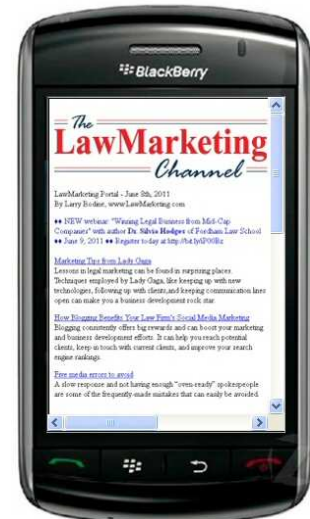 BlackBerry
The
LawMarketing
Channel
LawMarketing Portal - June 8th, 2011
By Larry Bodine, www.LawMarketing.com
♦♦ NEW webinar: "Winning Legal Business from Mid-Cap
Companies" with author Dr. Silvia Hodges of Fordham Law School
♦♦ June 9, 2011 ♦♦ Register today at
Marketing Tips from Lady Gaga
Lessons in legal marketing can be found in surprising places.
Techniques employed by Lady Gaga, like keeping up with new
technologies, following up with clients, and keeping communication lines
open can make you a business development rock star.
How Blogging Benefits Your Law Firm's Social Media Marketing
Blogging consistently offers big rewards and can boost your marketing
and business development efforts. It can help you reach potential
clients, keep in touch with current clients, and improve your search
engine rankings.
Five media errors to avoid
A slow response and not having enough "oven-ready" spokespeople
are some of the frequently-made mistakes that can easily be avoided.